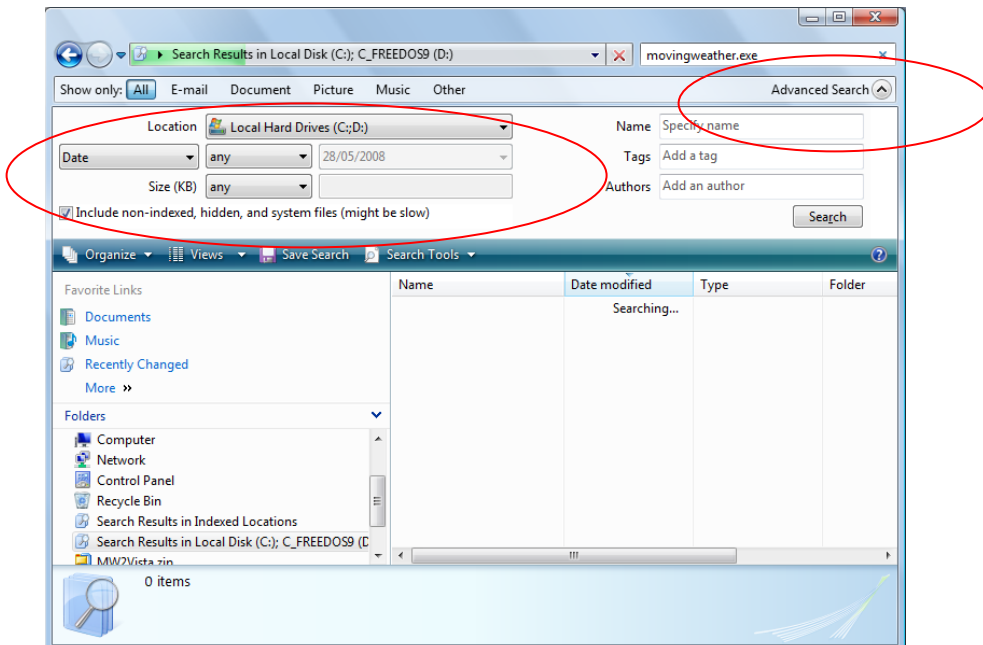 Search Results in Local Disk (C:); C_FREEDOS9 (D:)
movingweather.exe
Show only: All E-mail Document Picture Music Other Advanced Search
Location Local Hard Drives (C:;D:) Name Specify name
Date any 28/05/2008 Tags Add a tag
Size (KB) any Authors Add an author
Include non-indexed, hidden, and system files (might be slow) Search
Organize Views Save Search Search Tools
Favorite Links Name Date modified Type Folder
Searching...
Documents
Music
Recently Changed
More »
Folders
Computer
Network
Control Panel
Recycle Bin
Search Results in Indexed Locations
Search Results in Local Disk (C:); C_FREEDOS9 (D
MW2Vista.zip
0 items